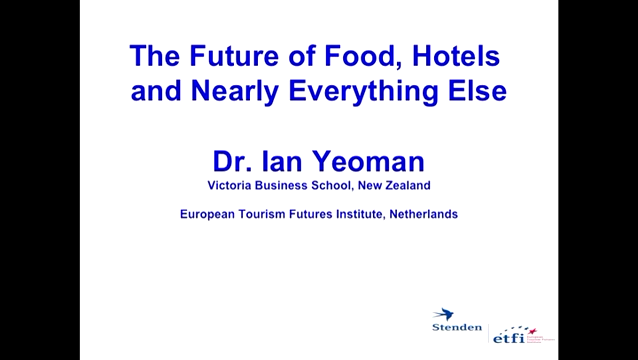 The Future of Food, Hotels
and Nearly Everything Else
Dr. Ian Yeoman
Victoria Business School, New Zealand
European Tourism Futures Institute, Netherlands
Stenden
etfi